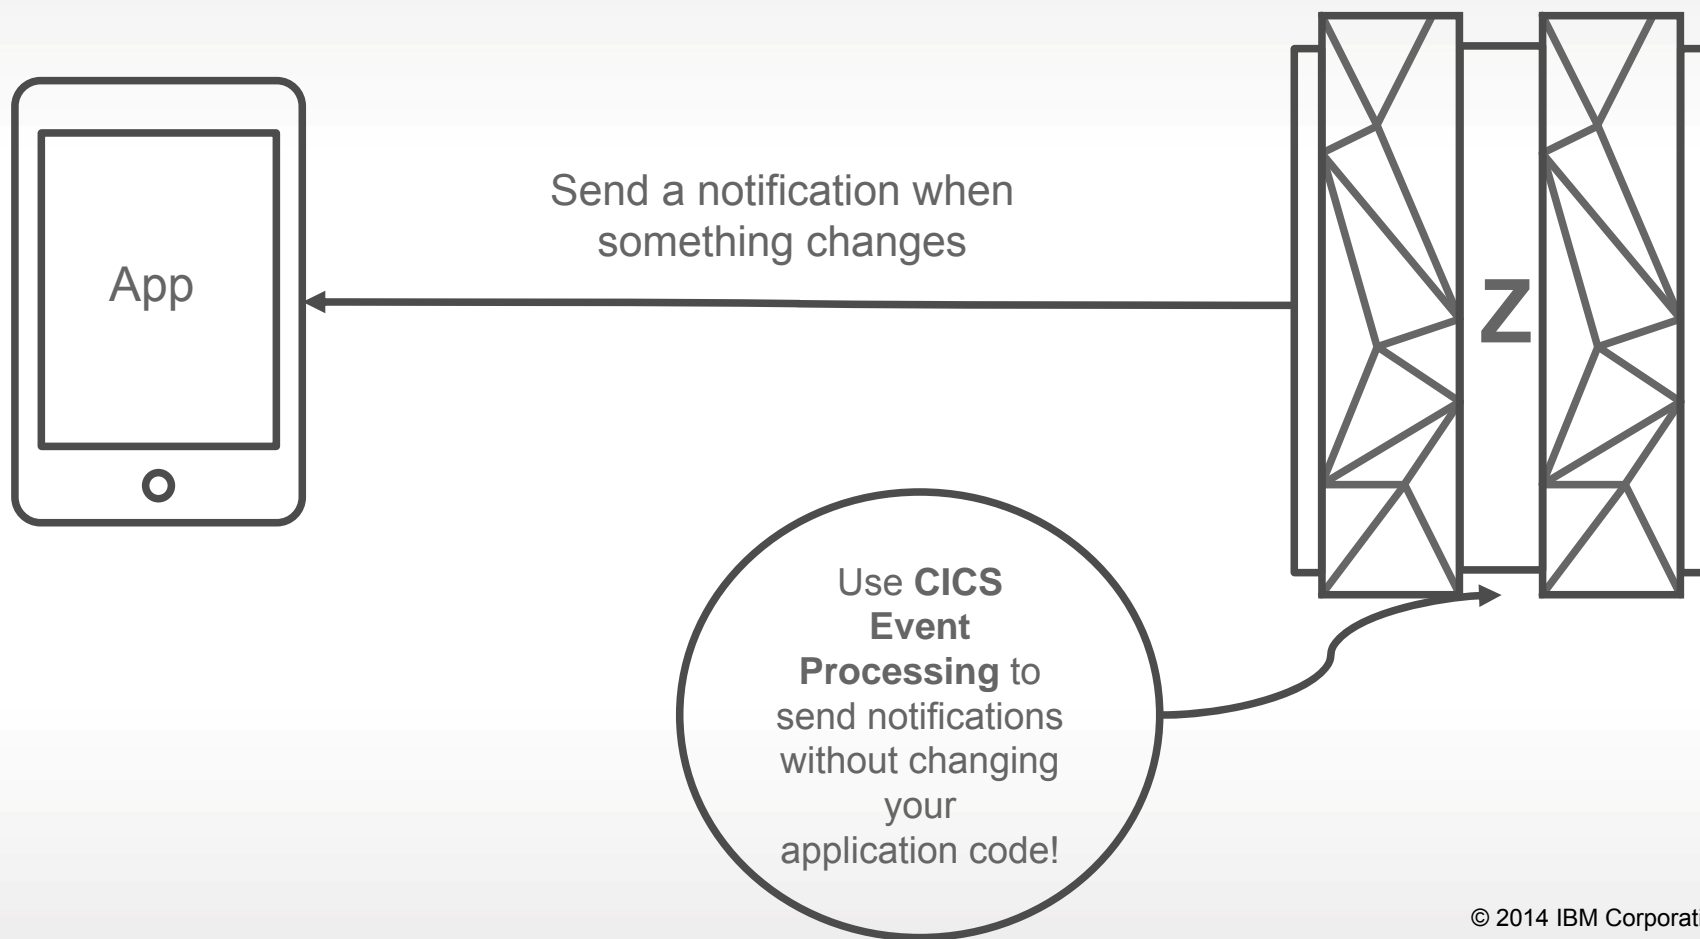 Send a notification when
something changes
App
Z
Use CICS
Event
Processing to
send notifications
without changing
your
application code!
© 2014 IBM Corporati